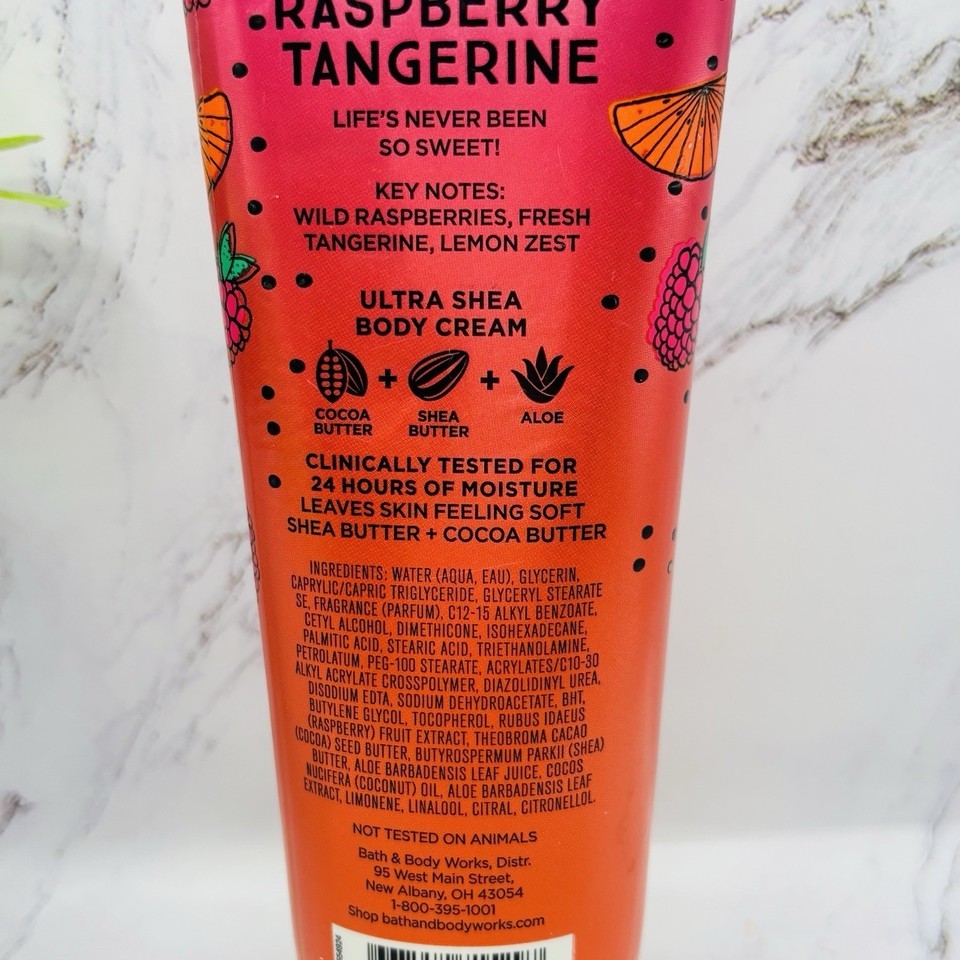 RASPBERRY
TANGERINE
LIFE'S NEVER BEEN
SO SWEET!
KEY NOTES:
WILD RASPBERRIES, FRESH
TANGERINE, LEMON ZEST
ULTRA SHEA
BODY CREAM
COCOA
BUTTER
+
SHEA
BUTTER
+
ALOE
CLINICALLY TESTED FOR
24 HOURS OF MOISTURE
LEAVES SKIN FEELING SOFT
SHEA BUTTER + COCOA BUTTER
INGREDIENTS: WATER (AQUA, EAU), GLYCERIN,
CAPRYLIC/CAPRIC TRIGLYCERIDE, GLYCERYL STEARATE
SE, FRAGRANCE (PARFUM), C12-15 ALKYL BENZOATE,
CETYL ALCOHOL, DIMETHICONE, ISOHEXADECANE,
PALMITIC ACID, STEARIC ACID, TRIETHANOLAMINE,
PETROLATUM, PEG-100 STEARATE, ACRYLATES/C10-30
ALKYL ACRYLATE CROSSPOLYMER, DIAZOLIDINYL UREA,
DISODIUM EDTA, SODIUM DEHYDROACETATE, BHT,
BUTYLENE GLYCOL, TOCOPHEROL, RUBUS IDAEUS
(RASPBERRY) FRUIT EXTRACT, THEOBROMA CACAO
(COCOA) SEED BUTTER, BUTYROSPERMUM PARKII (SHEA)
BUTTER, ALOE BARBADENSIS LEAF JUICE, COCOS
NUCIFERA (COCONUT) OIL, ALOE BARBADENSIS LEAF
EXTRACT, LIMONENE, LINALOOL, CITRAL, CITRONELLOL.
NOT TESTED ON ANIMALS
Bath & Body Works, Distr.
95 West Main Street,
New Albany, OH 43054
1-800-395-1001
Shop bathandbodyworks.com